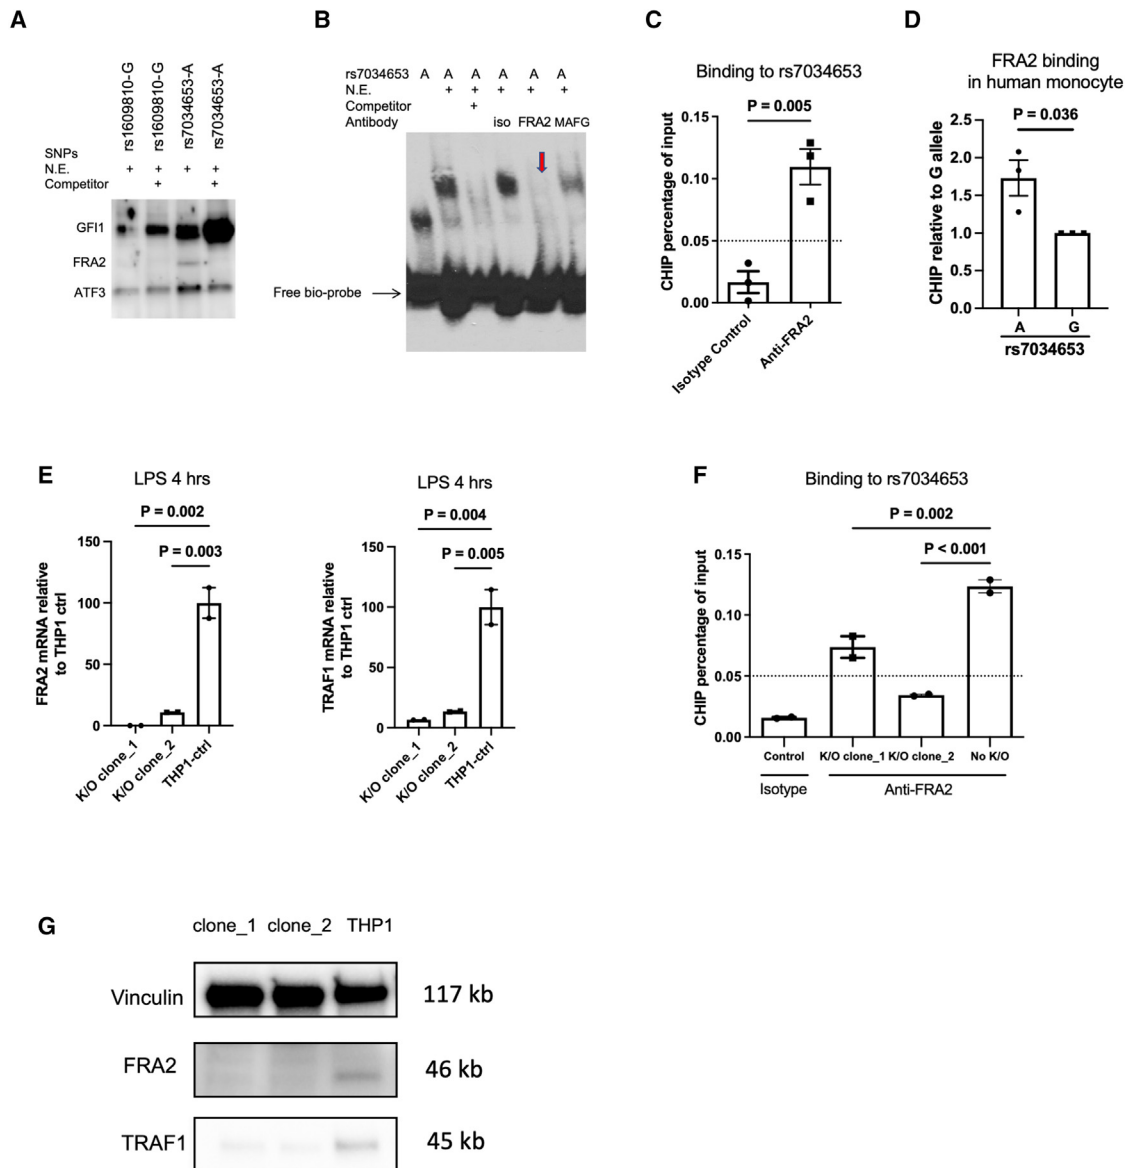 A
rs1609810-G
rs1609810-G
rs7034653-A
rs7034653-A
SNPs
N.E. + + + +
Competitor + +
GFI1
FRA2
ATF3
B
rs7034653 A A A A A A
N.E. + + + + +
Competitor +
Antibody iso FRA2 MAFG
Free bio-probe
C
Binding to rs7034653
P = 0.005
CHIP percentage of input
0.15
0.10
0.05
0.00
Isotype Control
Anti-FRA2
D
FRA2 binding
in human monocyte
P = 0.036
CHIP relative to G allele
2.5
2.0
1.5
1.0
0.5
0.0
A G
rs7034653
E
LPS 4 hrs
P = 0.002
P = 0.003
FRA2 mRNA relative
to THP1 ctrl
150
100
50
0
K/O clone_1
K/O clone_2
THP1-ctrl
LPS 4 hrs
P = 0.004
P = 0.005
TRAF1 mRNA relative
to THP1 ctrl
150
100
50
0
K/O clone_1
K/O clone_2
THP1-ctrl
F
Binding to rs7034653
P = 0.002
P < 0.001
CHIP percentage of input
0.15
0.10
0.05
0.00
Control K/O clone_1 K/O clone_2 No K/O
Isotype Anti-FRA2
G
clone_1 clone_2 THP1
Vinculin 117 kb
FRA2 46 kb
TRAF1 45 kb